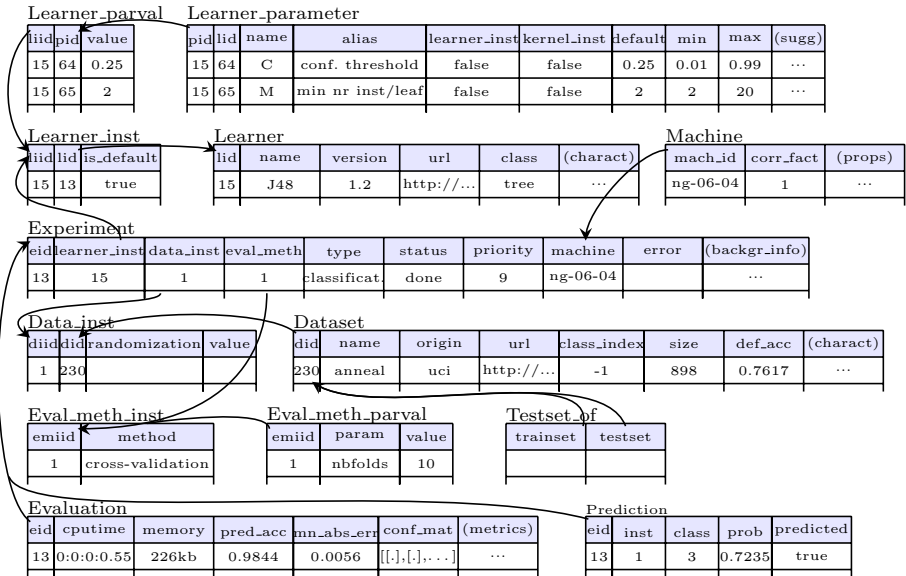 Learner_parval Learner_parameter
liid pid value pid lid name alias learner_inst kernel_inst default min max (sugg)
15 64 0.25 15 64 C conf. threshold false false 0.25 0.01 0.99 ...
15 65 2 15 65 M min nr inst/leaf false false 2 2 20 ...
Learner_inst Learner Machine
liid lid is_default lid name version url class (charact) mach_id corr_fact (props)
15 13 true 15 J48 1.2 http://... tree ... ng-06-04 1 ...
Experiment
eid learner_inst data_inst eval_meth type status priority machine error (backgr_info)
13 15 1 1 classificat. done 9 ng-06-04 ...
Data_inst Dataset
diid did randomization value did name origin url class_index size def_acc (charact)
1 230 230 anneal uci http://... -1 898 0.7617 ...
Eval_meth_inst Eval_meth_parval Testset_of
emiid method emiid param value trainset testset
1 cross-validation 1 nbfolds 10
Evaluation Prediction
eid cputime memory pred_acc mn_abs_err conf_mat (metrics) eid inst class prob predicted
13 0:0:0:0.55 226kb 0.9844 0.0056 [[.],[.],...] ... 13 1 3 0.7235 true